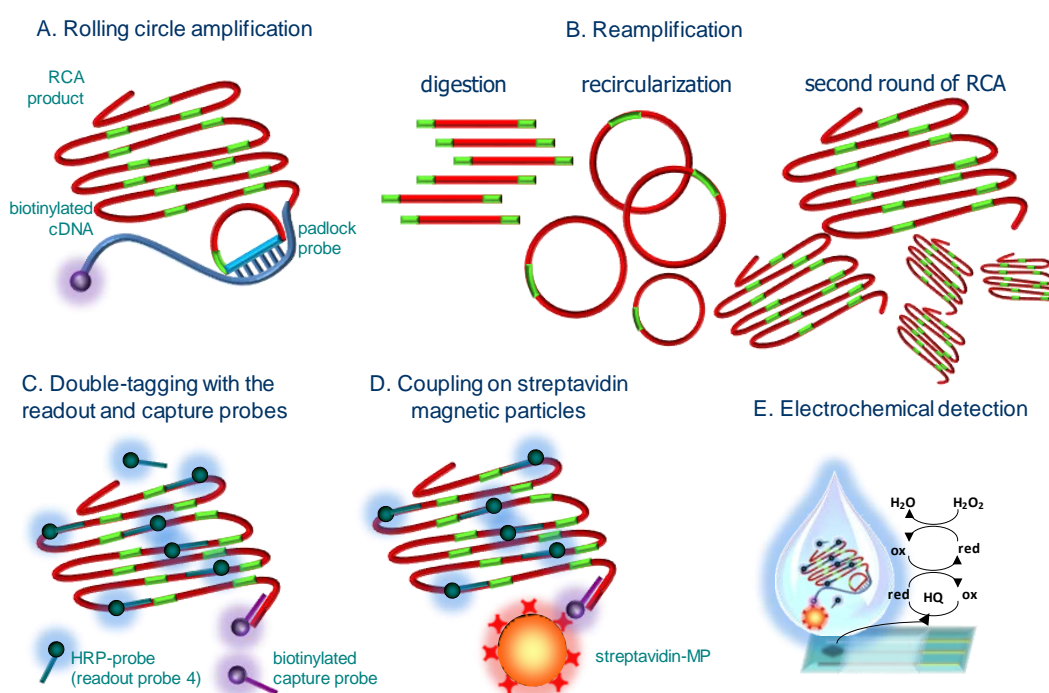 A. Rolling circle amplification
RCA
product
biotinylated
cDNA
padlock
probe
B. Reamplification
digestion
recircularization
second round of RCA
C. Double-tagging with the
readout and capture probes
HRP-probe
(readout probe 4)
biotinylated
capture probe
D. Coupling on streptavidin
magnetic particles
streptavidin-MP
E. Electrochemical detection
H₂O
H₂O₂
ox
red
red
HQ
ox